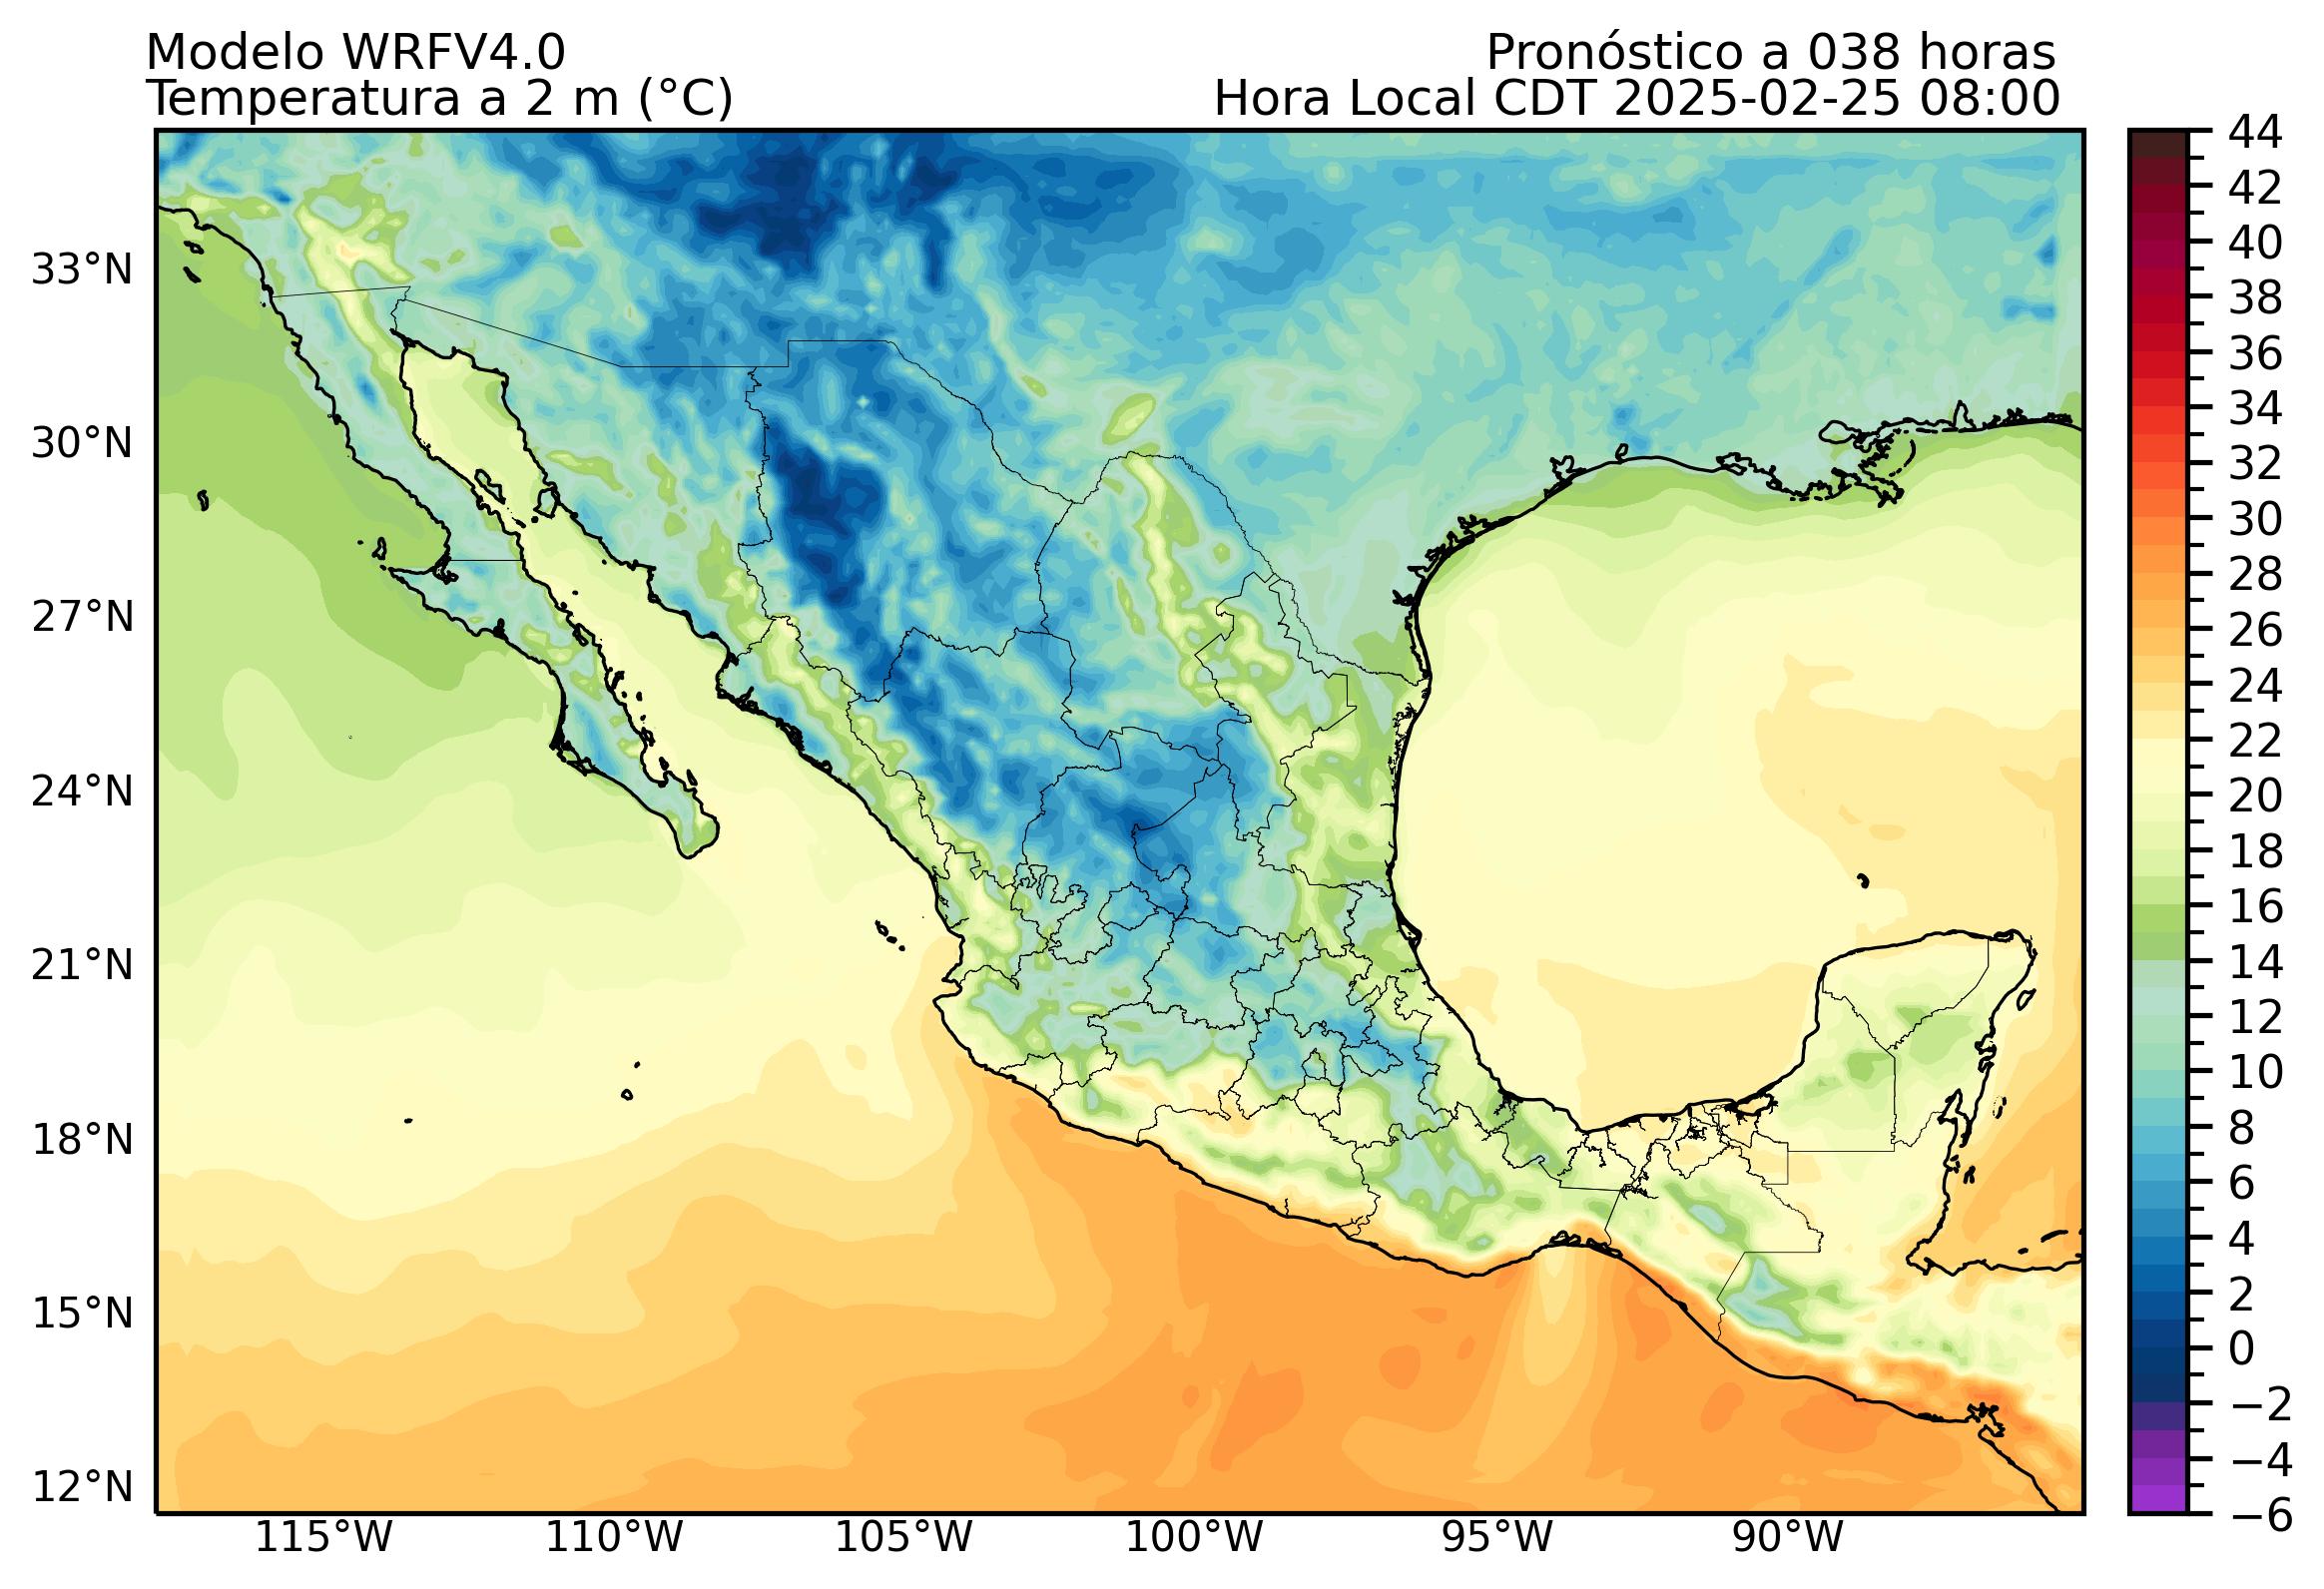 Modelo WRFV4.0
Temperatura a 2 m (°C)
Pronóstico a 038 horas
Hora Local CDT 2025-02-25 08:00
33°N
30°N
27°N
24°N
21°N
18°N
15°N
12°N
115°W
110°W
105°W
100°W
95°W
90°W
44
42
40
38
36
34
32
30
28
26
24
22
20
18
16
14
12
10
8
6
4
2
0
−2
−4
−6